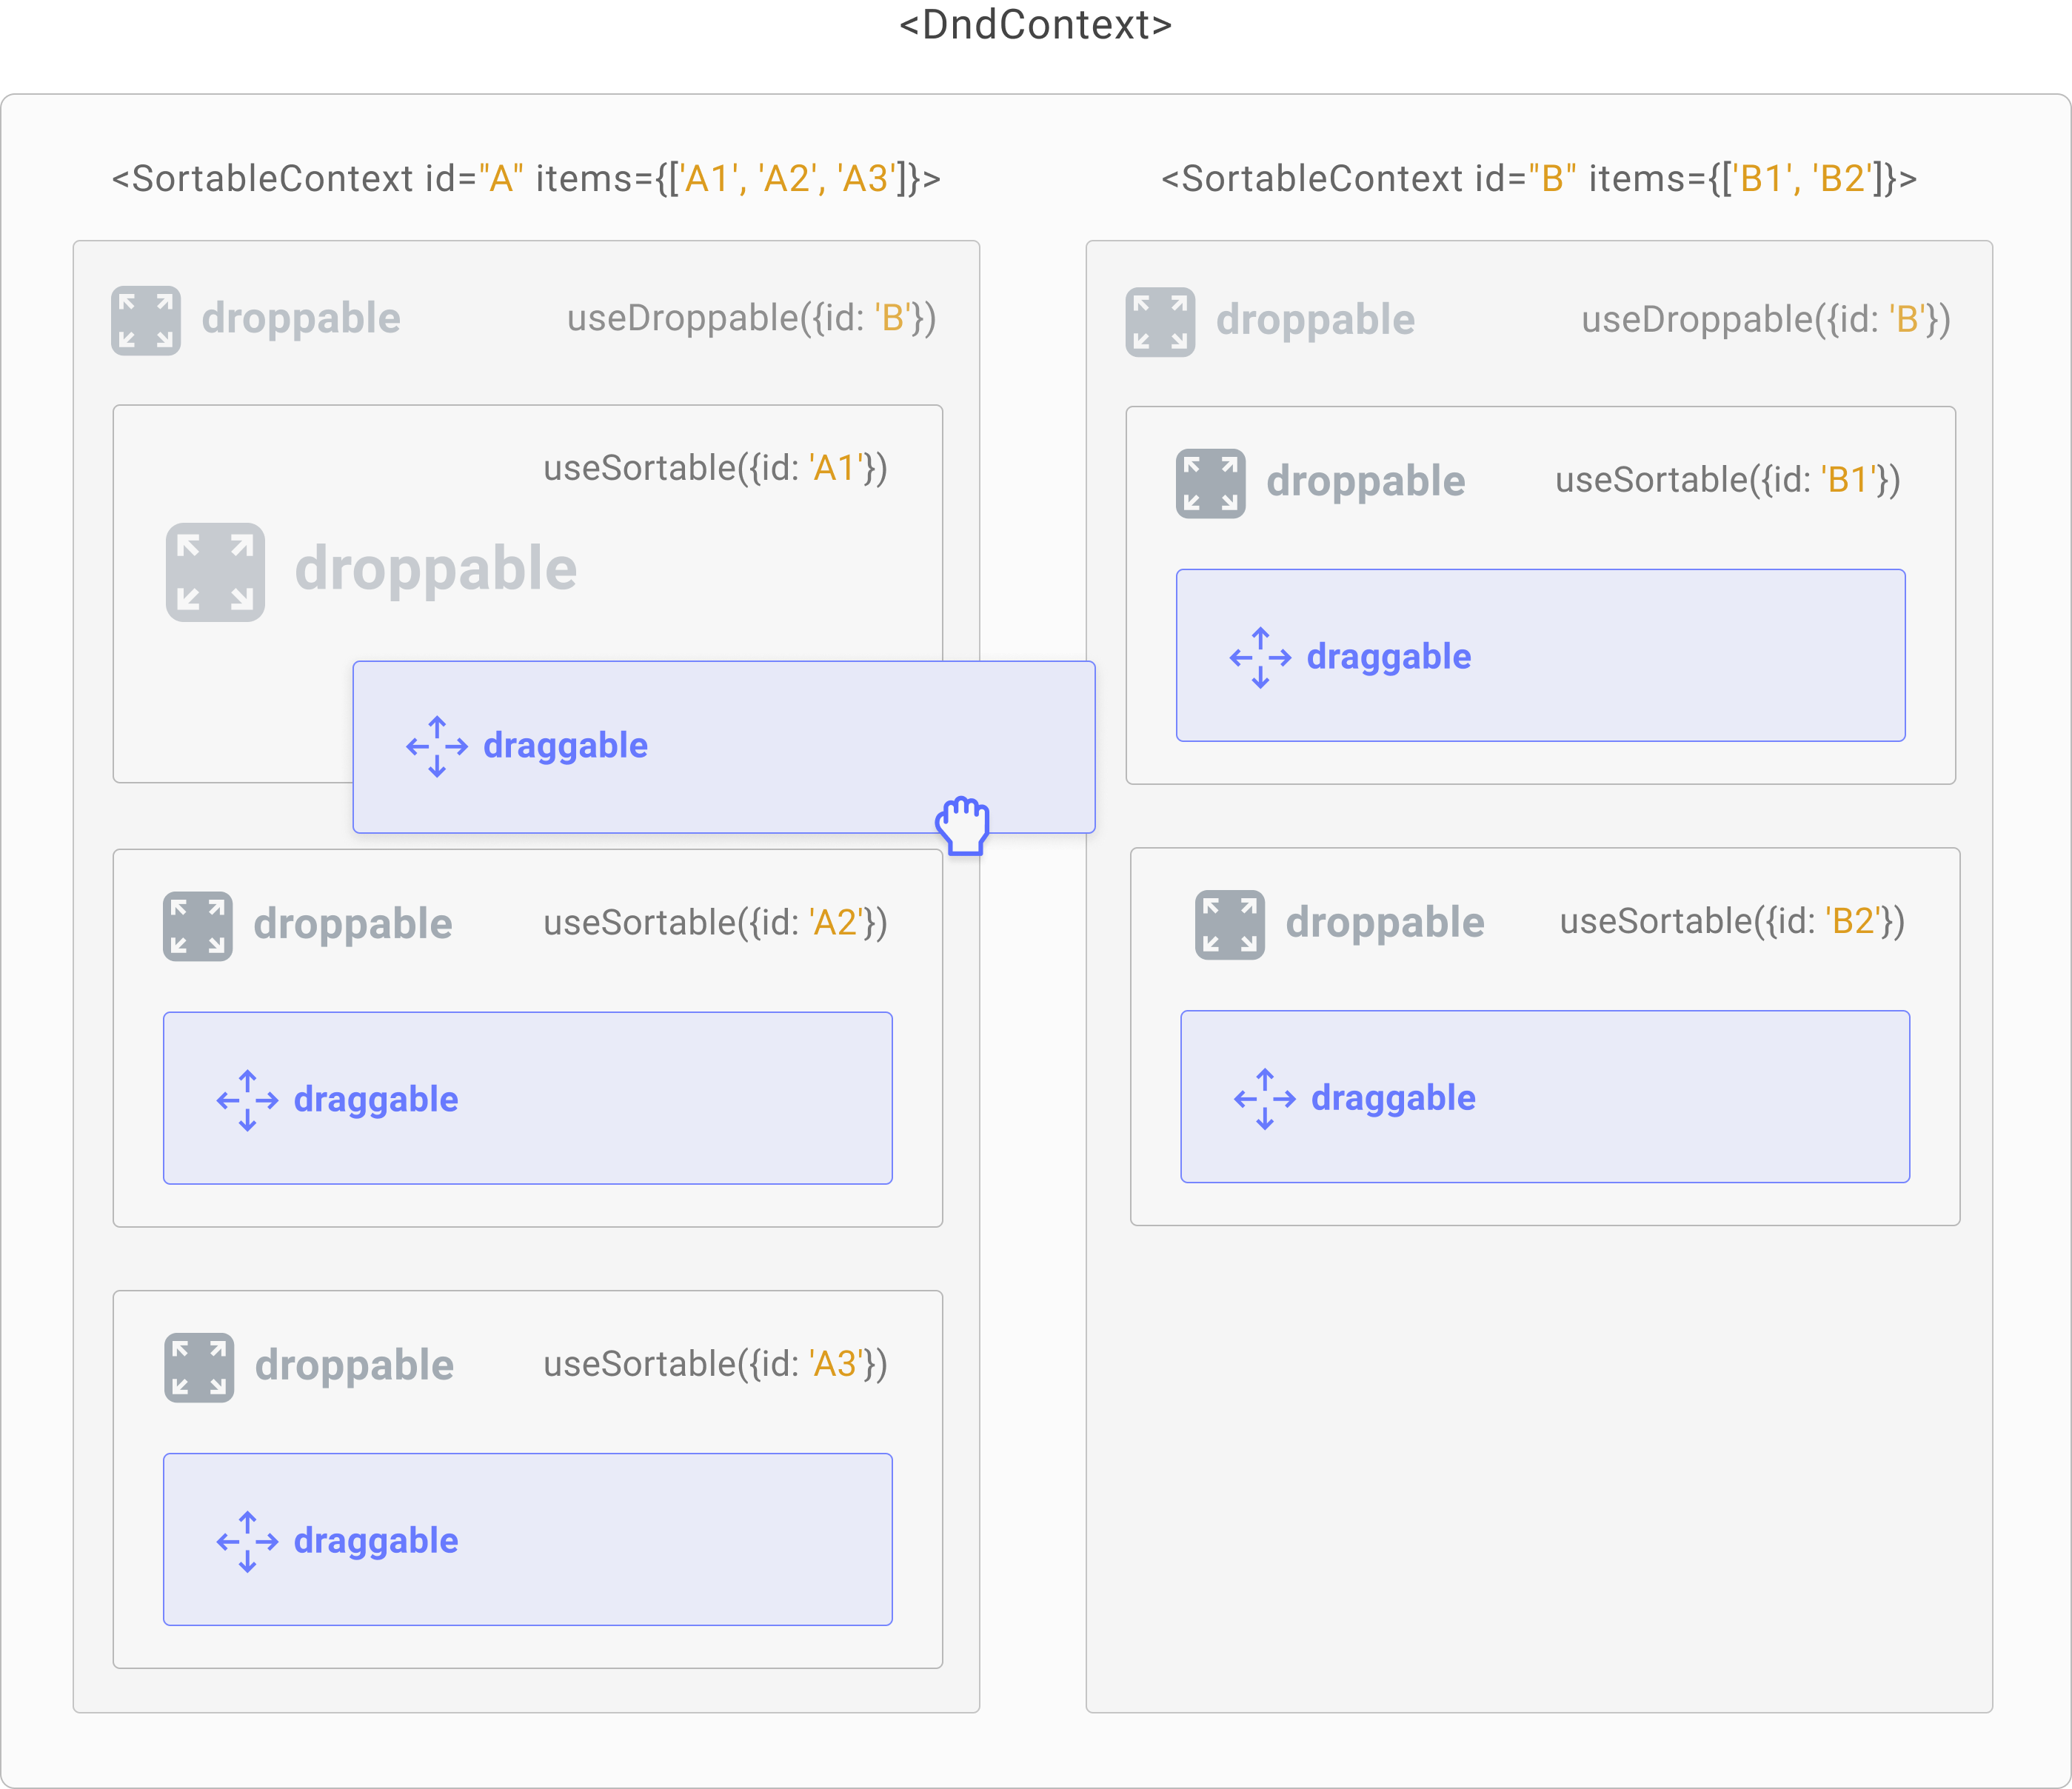 <DndContext>
<SortableContext id="A" items={['A1', 'A2', 'A3']}>
droppable
useDroppable({id: 'B'})
useSortable({id: 'A1'})
droppable
draggable
droppable
useSortable({id: 'A2'})
draggable
droppable
useSortable({id: 'A3'})
draggable
<SortableContext id="B" items={['B1', 'B2']}>
droppable
useDroppable({id: 'B'})
droppable
useSortable({id: 'B1'})
draggable
droppable
useSortable({id: 'B2'})
draggable